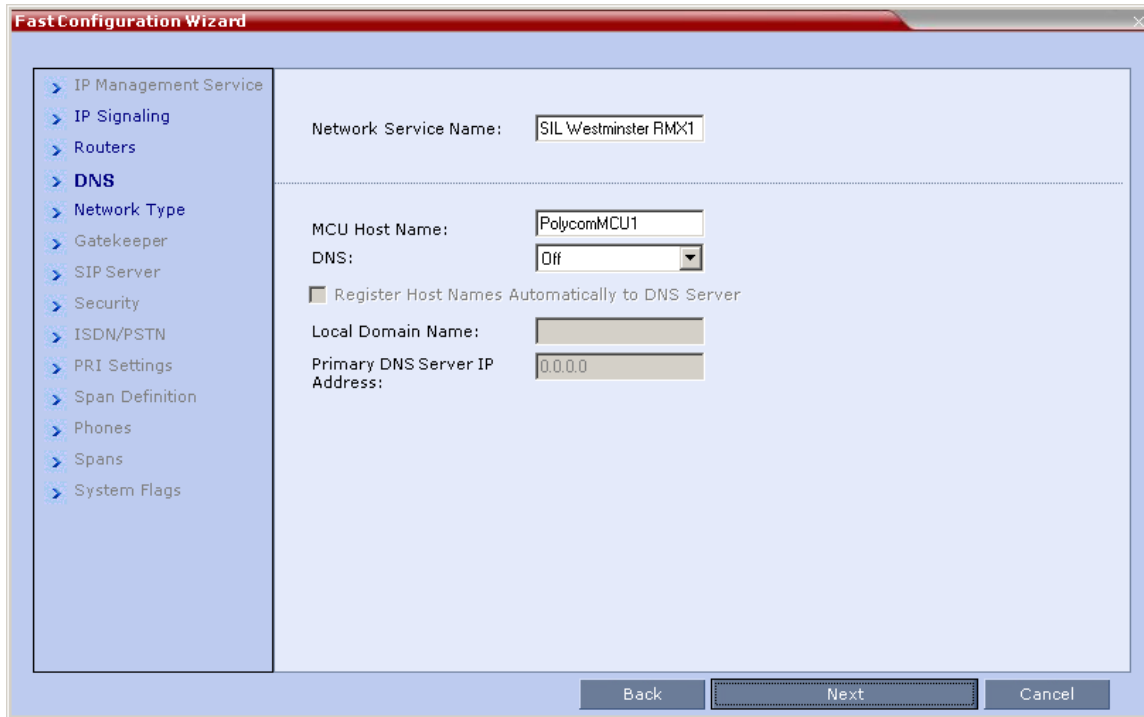 Fast Configuration Wizard
IP Management Service
IP Signaling
Routers
DNS
Network Type
Gatekeeper
SIP Server
Security
ISDN/PSTN
PRI Settings
Span Definition
Phones
Spans
System Flags
Network Service Name:
SIL Westminster RMX1
MCU Host Name:
PolycomMCU1
DNS:
Off
Register Host Names Automatically to DNS Server
Local Domain Name:
Primary DNS Server IP
Address:
0.0.0.0
Back
Next
Cancel